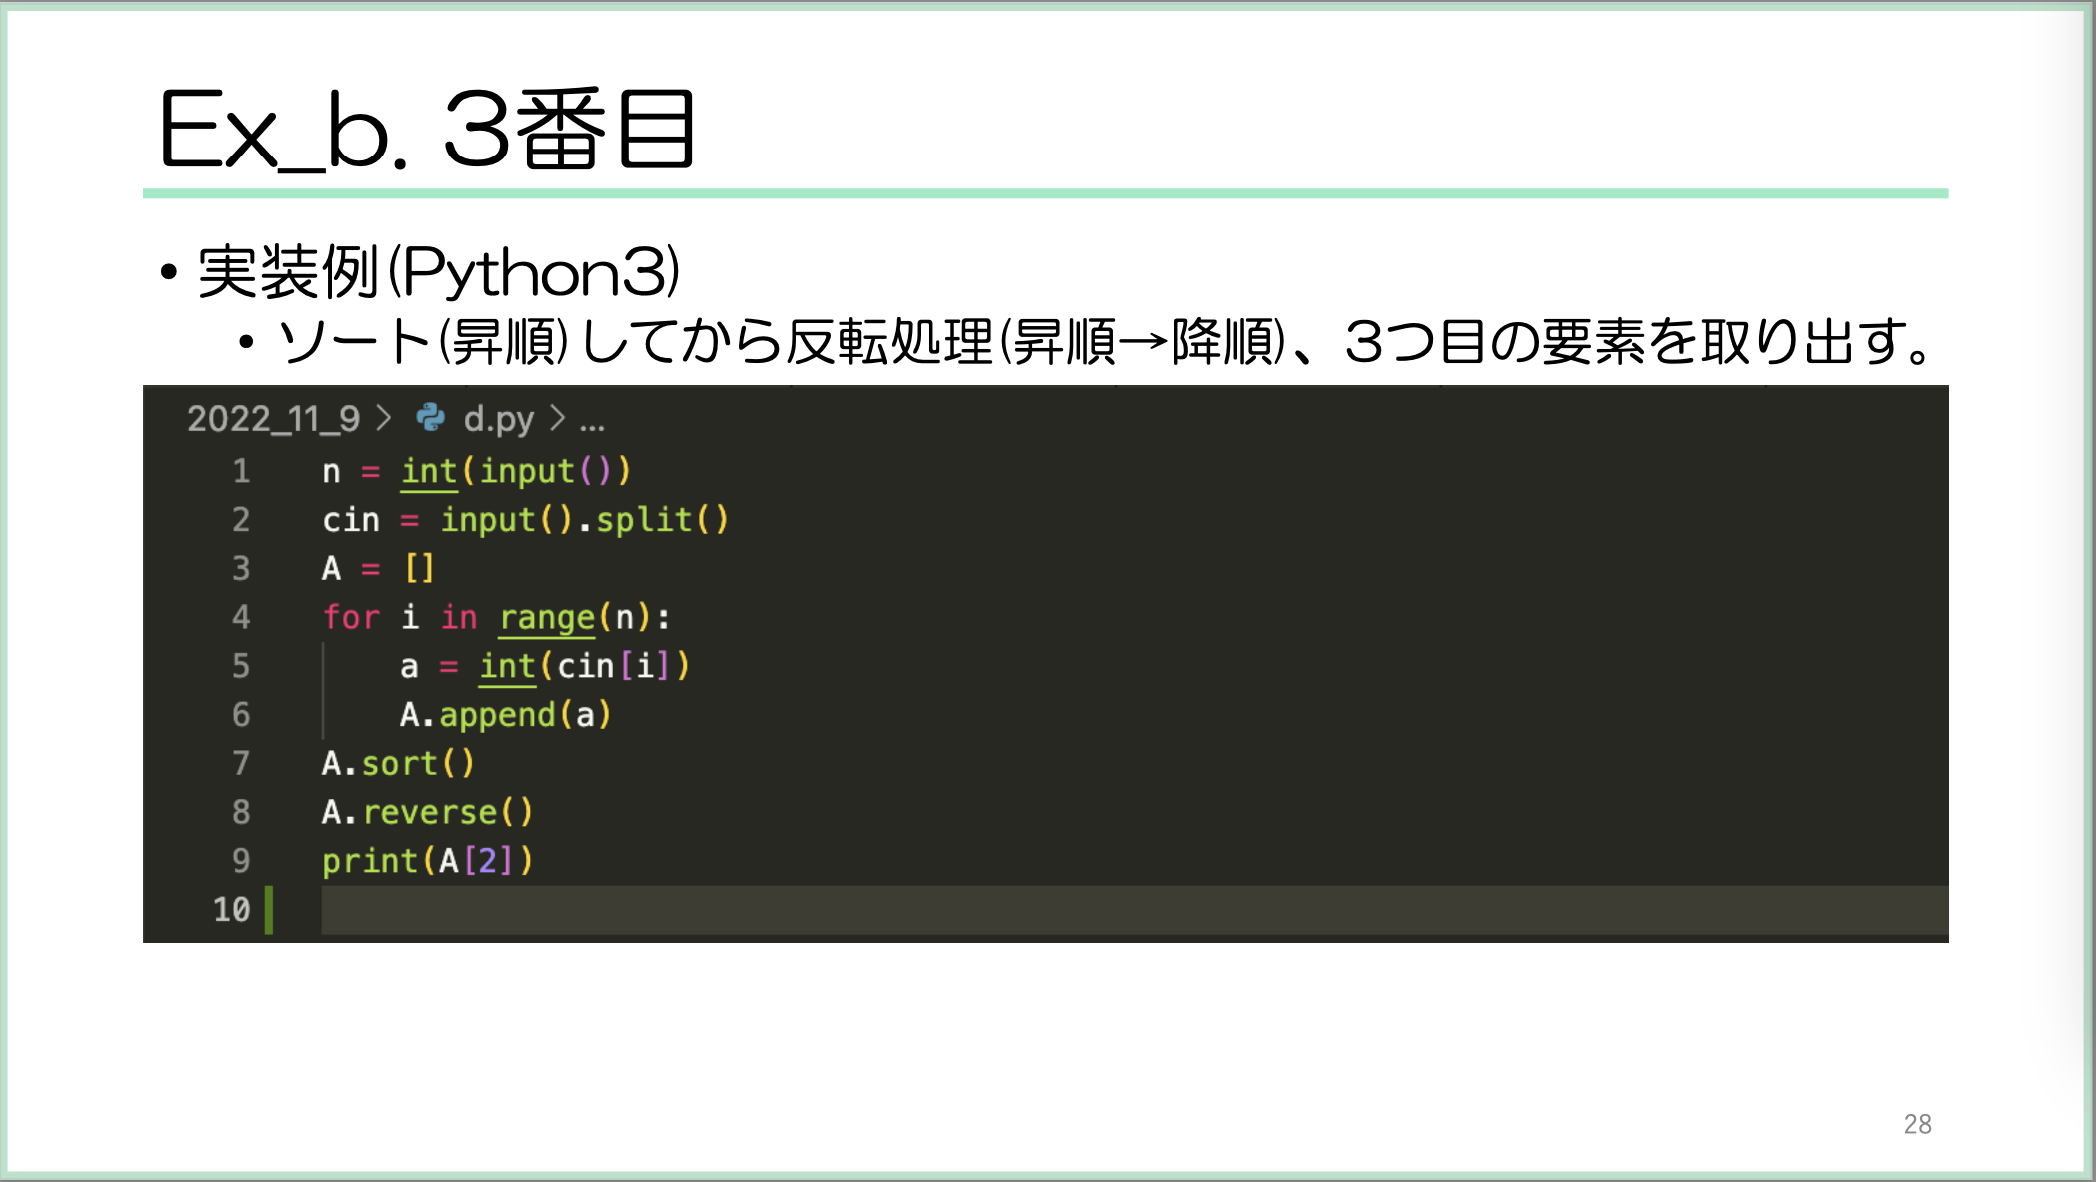 Ex_b. 3番目
• 実装例(Python3)
• ソート(昇順)してから反転処理(昇順→降順)、3つ目の要素を取り出す。
2022_11_9 > d.py > ...
1 n = int(input())
2 cin = input().split()
3 A = []
4 for i in range(n):
5     a = int(cin[i])
6     A.append(a)
7 A.sort()
8 A.reverse()
9 print(A[2])
10
28